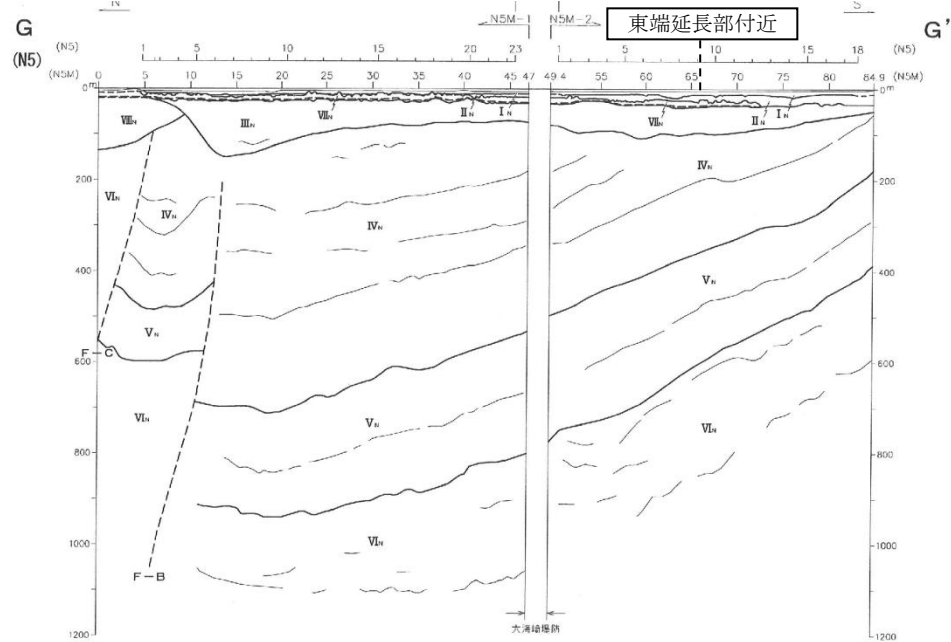 N
N5M-1 N5M-2
東端延長部付近
S
G
G'
(N5) 1 5 10 15 20 23 1 5 10 15 18 (N5)
(N5M) 0 5 10 15 20 25 30 35 40 45 47 49.4 55 60 65 70 75 80 84.9 (N5M)
0m
0m
VIIIN IIIN VIIN IIN IN VIIN IIN IN
200
200
VIN IVN IVN IVN
400
400
VN VN
F-C
600
600
VIN VN VIN
800
800
1000
1000
VIN
F-B
1200
1200
大海崎堤防